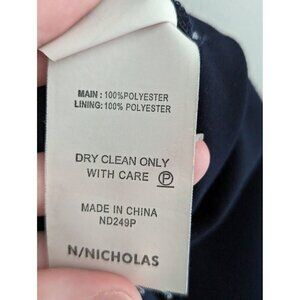 MAIN : 100%POLYESTER
LINING: 100% POLYESTER
DRY CLEAN ONLY
WITH CARE Ⓟ
MADE IN CHINA
ND249P
N/NICHOLAS